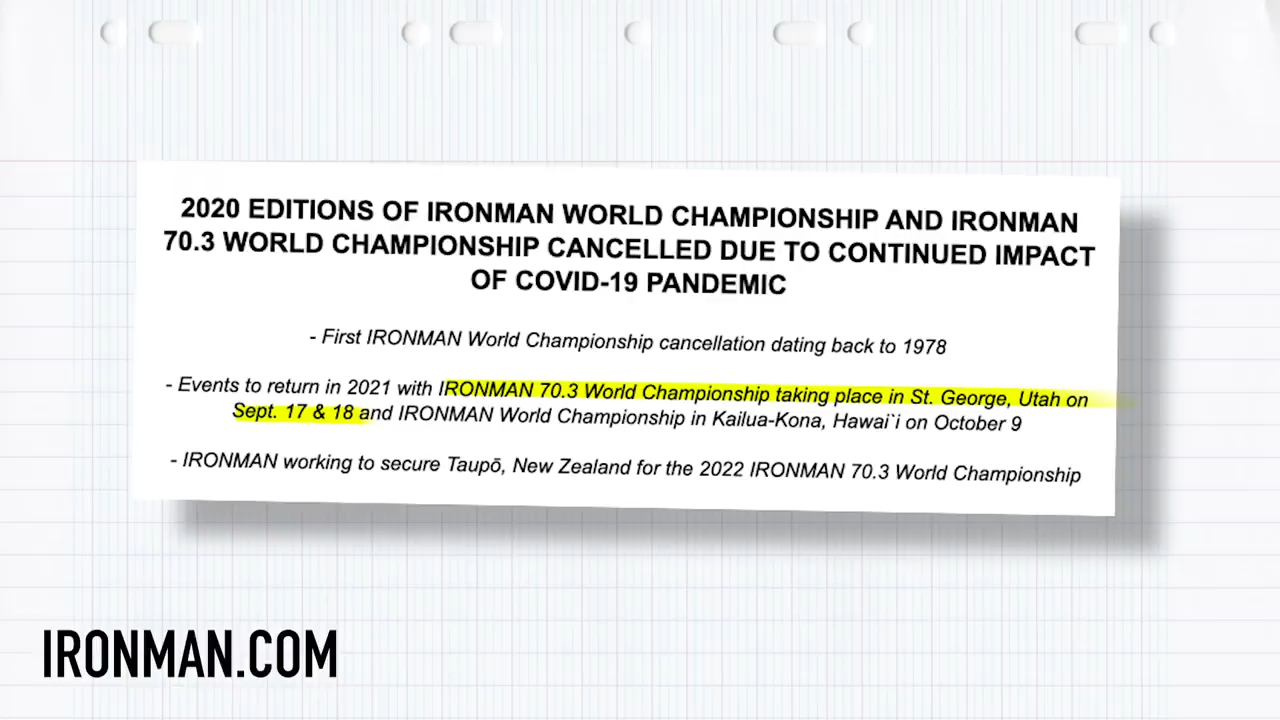 2020 EDITIONS OF IRONMAN WORLD CHAMPIONSHIP AND IRONMAN
70.3 WORLD CHAMPIONSHIP CANCELLED DUE TO CONTINUED IMPACT
OF COVID-19 PANDEMIC
- First IRONMAN World Championship cancellation dating back to 1978
- Events to return in 2021 with IRONMAN 70.3 World Championship taking place in St. George, Utah on
Sept. 17 & 18 and IRONMAN World Championship in Kailua-Kona, Hawai`i on October 9
- IRONMAN working to secure Taupō, New Zealand for the 2022 IRONMAN 70.3 World Championship
IRONMAN.COM